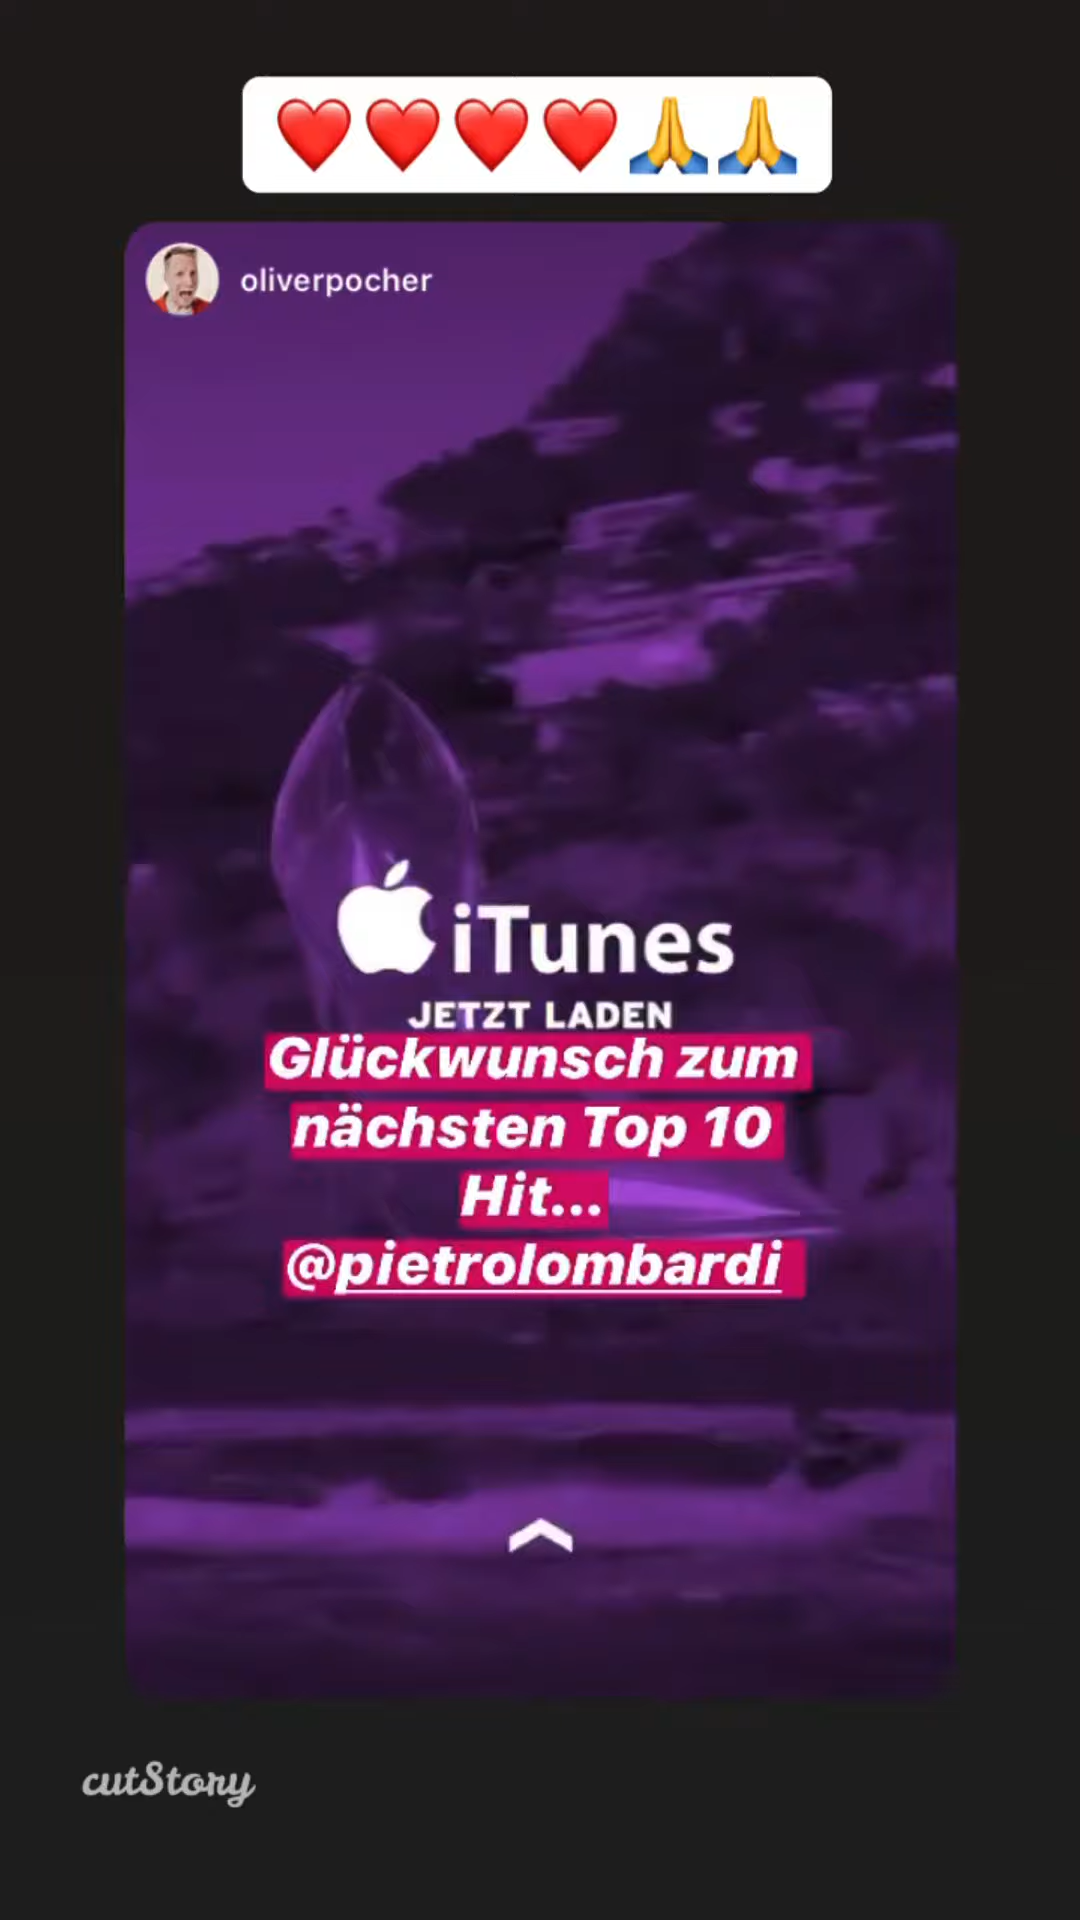 ❤️❤️❤️❤️🙏🙏
oliverpocher
iTunes
JETZT LADEN
Glückwunsch zum
nächsten Top 10
Hit...
@pietrolombardi
cutStory